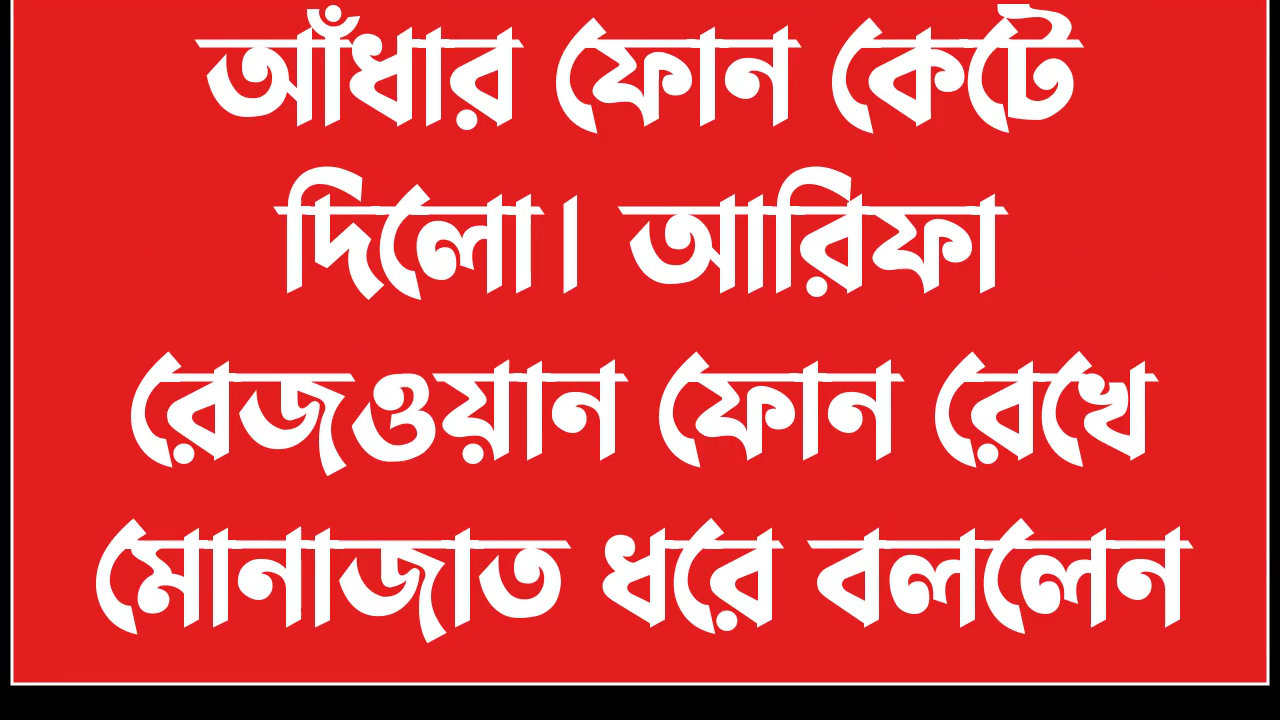 আঁধার ফোন কেটে
দিলো। আরিফা
রেজওয়ান ফোন রেখে
মোনাজাত ধরে বললেন